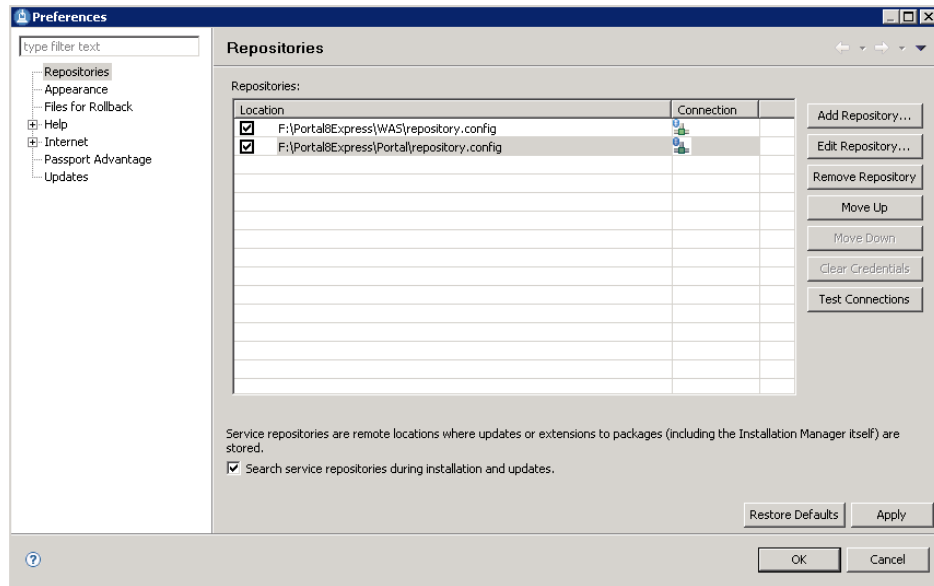 Preferences
type filter text
Repositories
Appearance
Files for Rollback
Help
Internet
Passport Advantage
Updates
Repositories
Repositories:
Location Connection
F:\Portal8Express\WAS\repository.config
F:\Portal8Express\Portal\repository.config
Add Repository...
Edit Repository...
Remove Repository
Move Up
Move Down
Clear Credentials
Test Connections
Service repositories are remote locations where updates or extensions to packages (including the Installation Manager itself) are
stored.
Search service repositories during installation and updates.
Restore Defaults Apply
OK Cancel